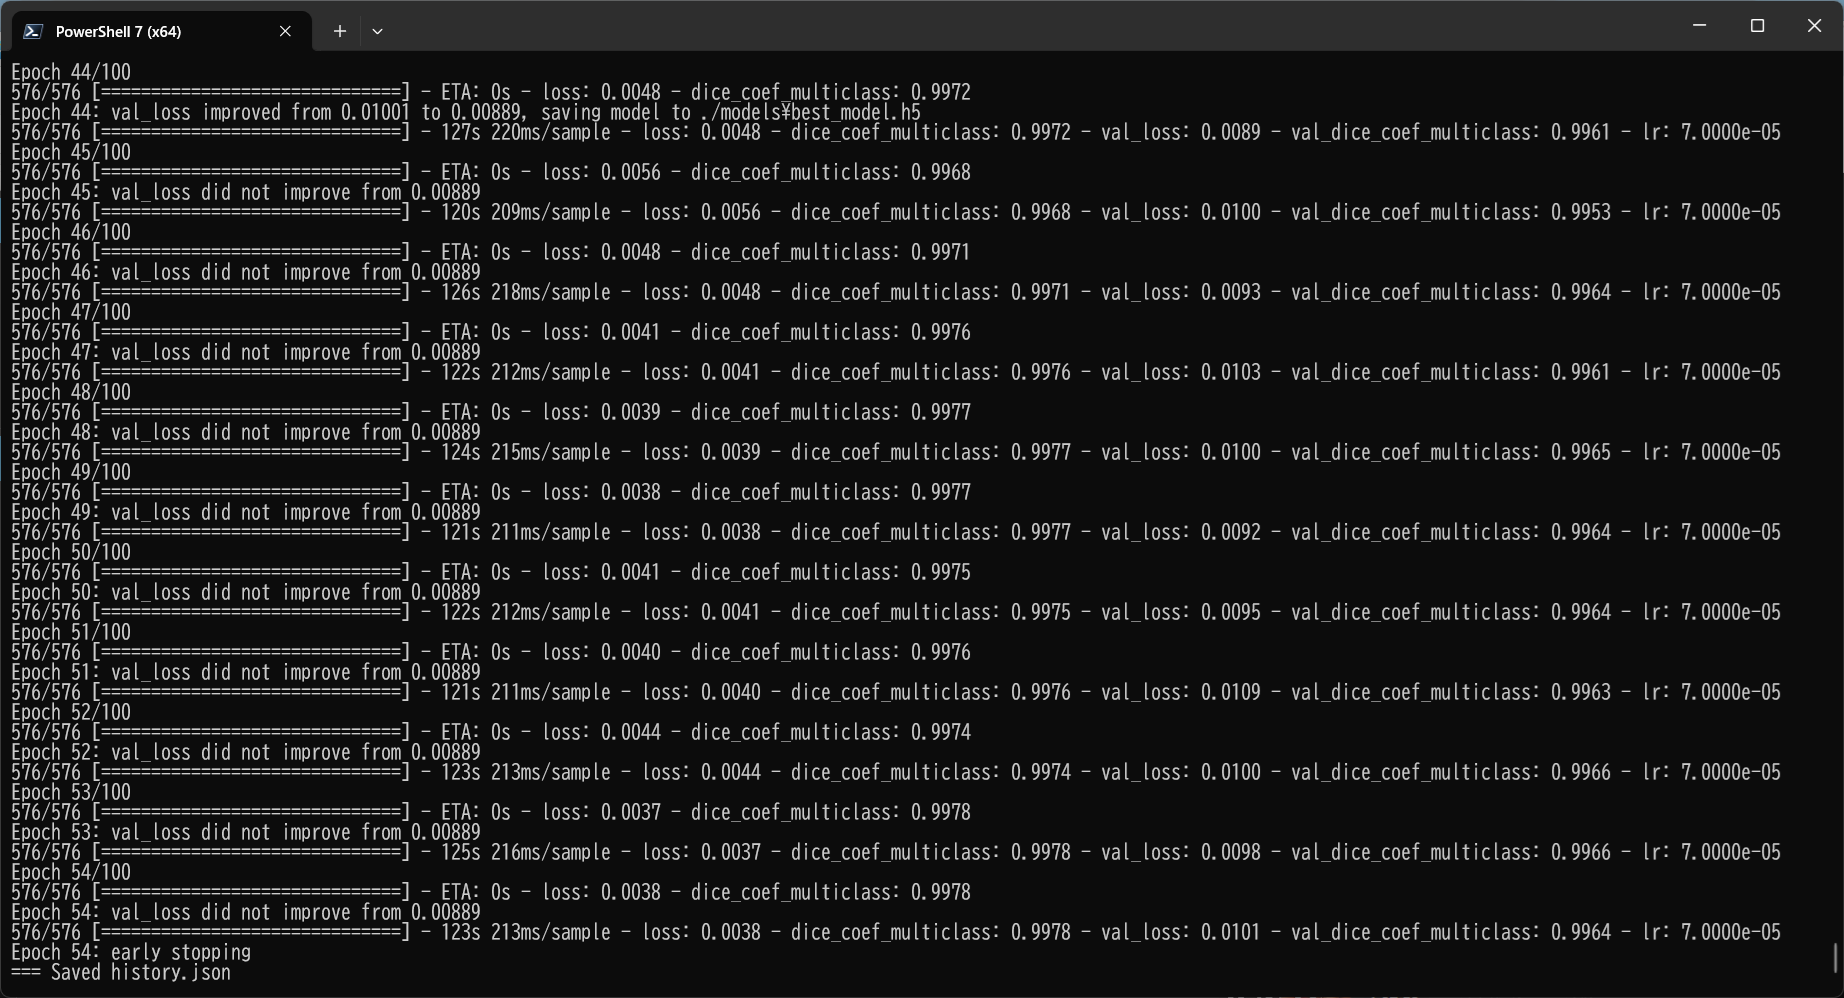 PowerShell 7 (x64)
Epoch 44/100
576/576 [==============================] - ETA: 0s - loss: 0.0048 - dice_coef_multiclass: 0.9972
Epoch 44: val_loss improved from 0.01001 to 0.00889, saving model to ./models¥best_model.h5
576/576 [==============================] - 127s 220ms/sample - loss: 0.0048 - dice_coef_multiclass: 0.9972 - val_loss: 0.0089 - val_dice_coef_multiclass: 0.9961 - lr: 7.0000e-05
Epoch 45/100
576/576 [==============================] - ETA: 0s - loss: 0.0056 - dice_coef_multiclass: 0.9968
Epoch 45: val_loss did not improve from 0.00889
576/576 [==============================] - 120s 209ms/sample - loss: 0.0056 - dice_coef_multiclass: 0.9968 - val_loss: 0.0100 - val_dice_coef_multiclass: 0.9953 - lr: 7.0000e-05
Epoch 46/100
576/576 [==============================] - ETA: 0s - loss: 0.0048 - dice_coef_multiclass: 0.9971
Epoch 46: val_loss did not improve from 0.00889
576/576 [==============================] - 126s 218ms/sample - loss: 0.0048 - dice_coef_multiclass: 0.9971 - val_loss: 0.0093 - val_dice_coef_multiclass: 0.9964 - lr: 7.0000e-05
Epoch 47/100
576/576 [==============================] - ETA: 0s - loss: 0.0041 - dice_coef_multiclass: 0.9976
Epoch 47: val_loss did not improve from 0.00889
576/576 [==============================] - 122s 212ms/sample - loss: 0.0041 - dice_coef_multiclass: 0.9976 - val_loss: 0.0103 - val_dice_coef_multiclass: 0.9961 - lr: 7.0000e-05
Epoch 48/100
576/576 [==============================] - ETA: 0s - loss: 0.0039 - dice_coef_multiclass: 0.9977
Epoch 48: val_loss did not improve from 0.00889
576/576 [==============================] - 124s 215ms/sample - loss: 0.0039 - dice_coef_multiclass: 0.9977 - val_loss: 0.0100 - val_dice_coef_multiclass: 0.9965 - lr: 7.0000e-05
Epoch 49/100
576/576 [==============================] - ETA: 0s - loss: 0.0038 - dice_coef_multiclass: 0.9977
Epoch 49: val_loss did not improve from 0.00889
576/576 [==============================] - 121s 211ms/sample - loss: 0.0038 - dice_coef_multiclass: 0.9977 - val_loss: 0.0092 - val_dice_coef_multiclass: 0.9964 - lr: 7.0000e-05
Epoch 50/100
576/576 [==============================] - ETA: 0s - loss: 0.0041 - dice_coef_multiclass: 0.9975
Epoch 50: val_loss did not improve from 0.00889
576/576 [==============================] - 122s 212ms/sample - loss: 0.0041 - dice_coef_multiclass: 0.9975 - val_loss: 0.0095 - val_dice_coef_multiclass: 0.9964 - lr: 7.0000e-05
Epoch 51/100
576/576 [==============================] - ETA: 0s - loss: 0.0040 - dice_coef_multiclass: 0.9976
Epoch 51: val_loss did not improve from 0.00889
576/576 [==============================] - 121s 211ms/sample - loss: 0.0040 - dice_coef_multiclass: 0.9976 - val_loss: 0.0109 - val_dice_coef_multiclass: 0.9963 - lr: 7.0000e-05
Epoch 52/100
576/576 [==============================] - ETA: 0s - loss: 0.0044 - dice_coef_multiclass: 0.9974
Epoch 52: val_loss did not improve from 0.00889
576/576 [==============================] - 123s 213ms/sample - loss: 0.0044 - dice_coef_multiclass: 0.9974 - val_loss: 0.0100 - val_dice_coef_multiclass: 0.9966 - lr: 7.0000e-05
Epoch 53/100
576/576 [==============================] - ETA: 0s - loss: 0.0037 - dice_coef_multiclass: 0.9978
Epoch 53: val_loss did not improve from 0.00889
576/576 [==============================] - 125s 216ms/sample - loss: 0.0037 - dice_coef_multiclass: 0.9978 - val_loss: 0.0098 - val_dice_coef_multiclass: 0.9966 - lr: 7.0000e-05
Epoch 54/100
576/576 [==============================] - ETA: 0s - loss: 0.0038 - dice_coef_multiclass: 0.9978
Epoch 54: val_loss did not improve from 0.00889
576/576 [==============================] - 123s 213ms/sample - loss: 0.0038 - dice_coef_multiclass: 0.9978 - val_loss: 0.0101 - val_dice_coef_multiclass: 0.9964 - lr: 7.0000e-05
Epoch 54: early stopping
=== Saved history.json